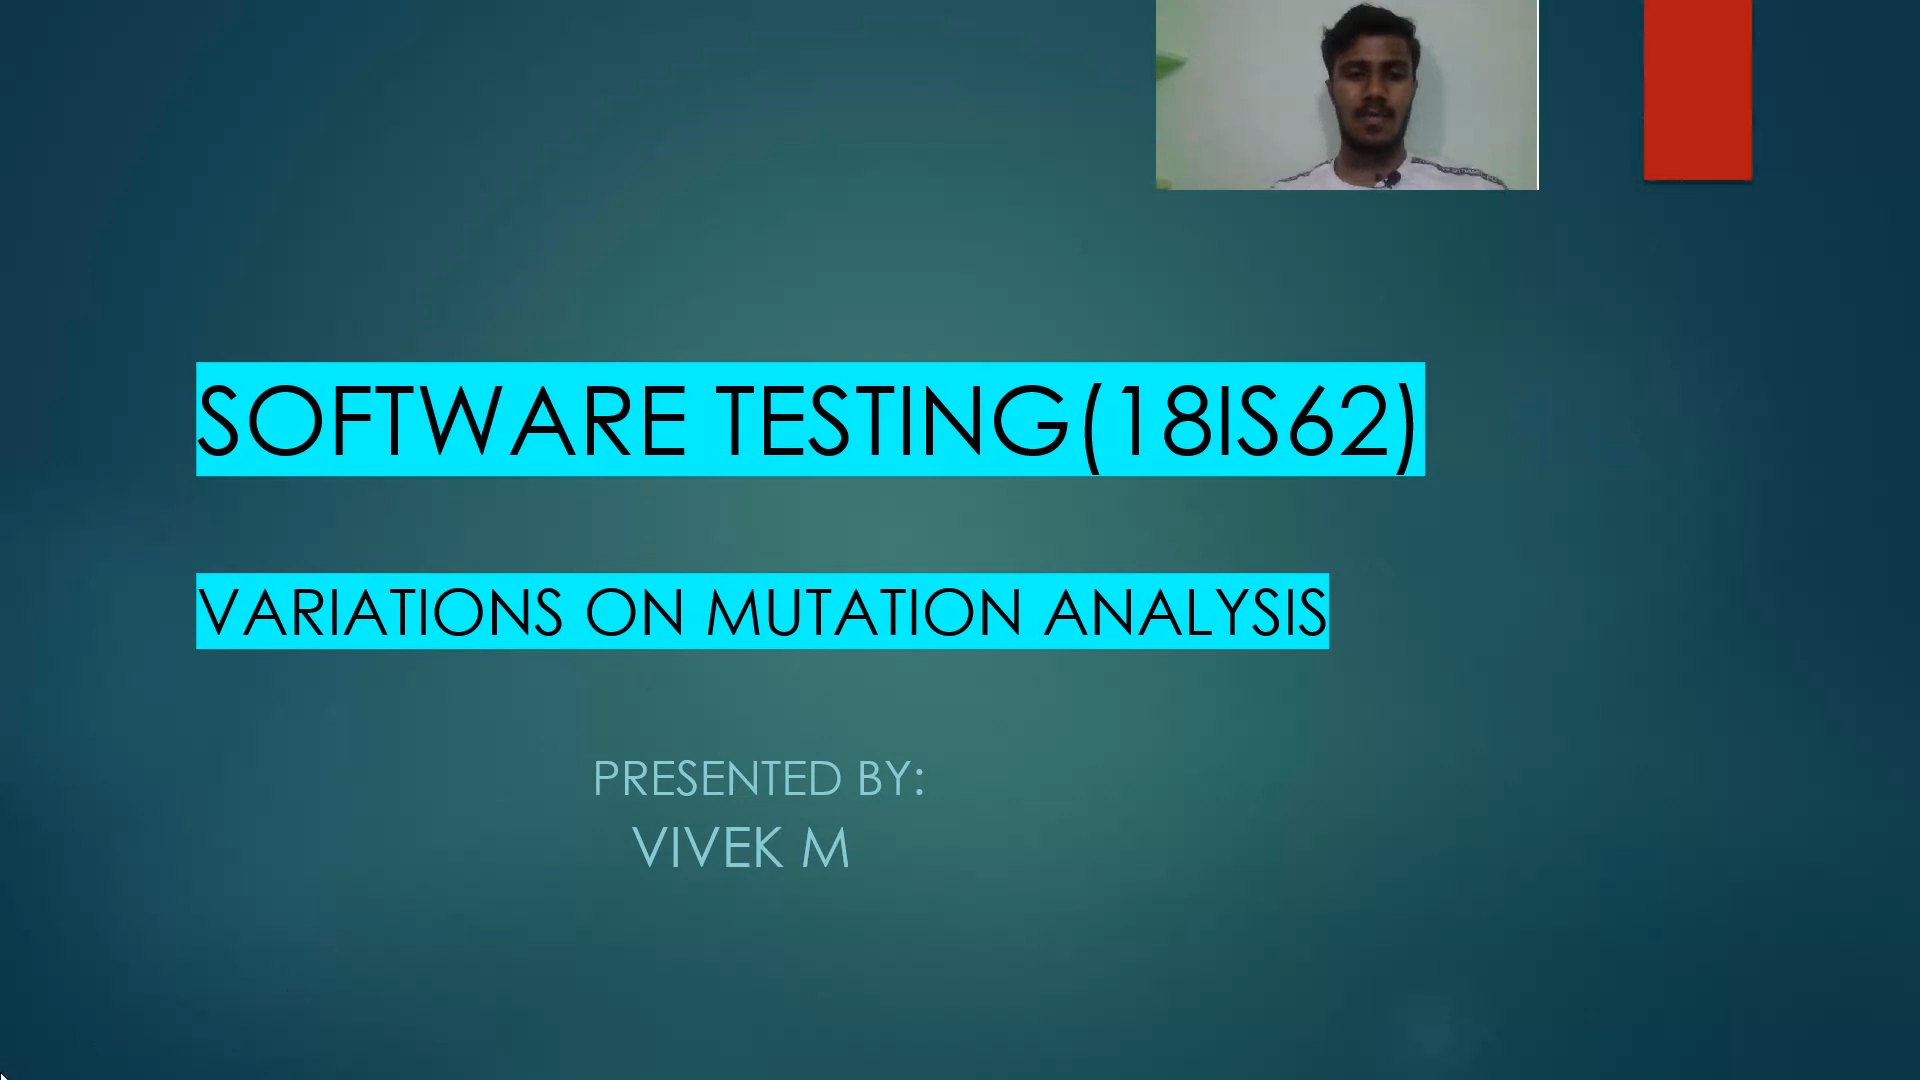 SOFTWARE TESTING(18IS62)
VARIATIONS ON MUTATION ANALYSIS
PRESENTED BY:
VIVEK M